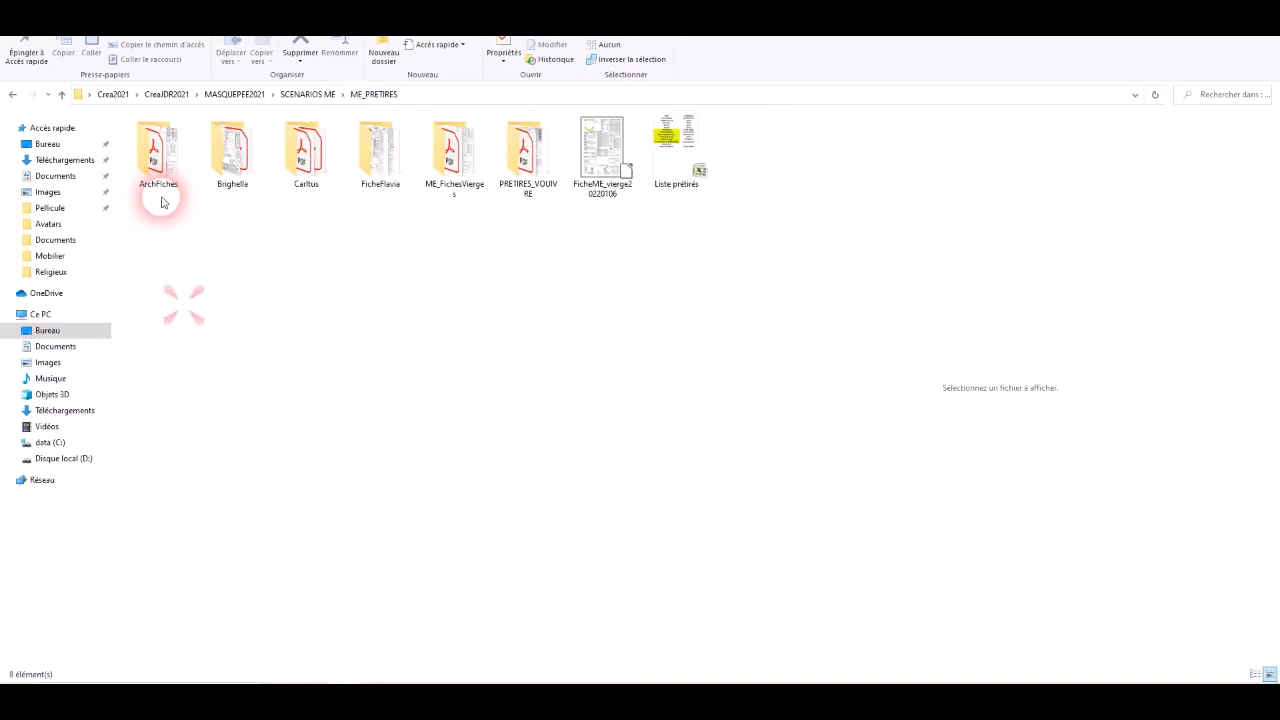 Épingler à
Accès rapide
Copier
Coller
Copier le chemin d'accès
Coller le raccourci
Presse-papiers
Déplacer
vers
Copier
vers
Supprimer
Renommer
Organiser
Nouveau
dossier
Accès rapide
Nouveau
Propriétés
Modifier
Historique
Ouvrir
Aucun
Inverser la sélection
Sélectionner
Crea2021 > CreaJDR2021 > MASQUEPEE2021 > SCENARIOS ME > ME_PRETIRES
Rechercher dans : ...
Accès rapide
Bureau
Téléchargements
Documents
Images
Pellicule
Avatars
Documents
Mobilier
Religieux
OneDrive
Ce PC
Bureau
Documents
Images
Musique
Objets 3D
Téléchargements
Vidéos
data (C:)
Disque local (D:)
Réseau
ArchFIches
Brighella
Carltus
FicheFlavia
ME_FichesVierge
s
PRETIRES_VOUIV
RE
FicheME_vierge2
0220106
Liste prétirés
Sélectionnez un fichier à afficher.
8 élément(s)